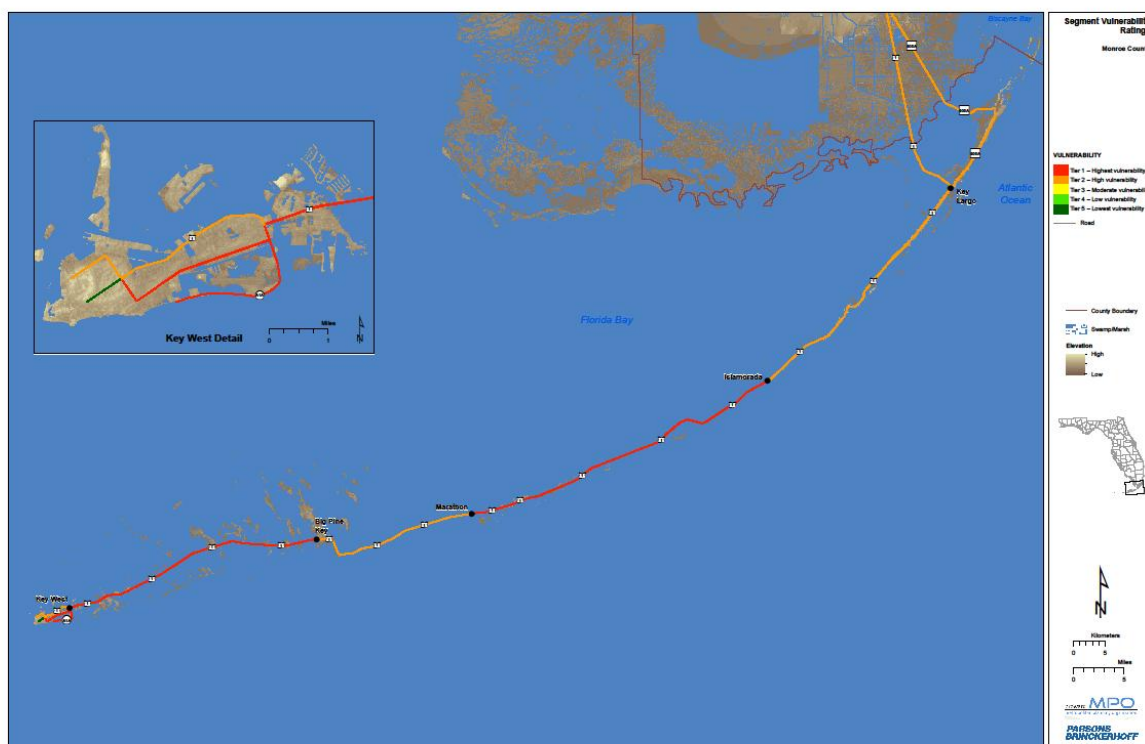 Segment Vulnerabilit
Rating
Monroe Coun
Biscayne Bay
Atlantic
Ocean
Key
Largo
Florida Bay
Islamorada
Marathon
Big Pine
Key
Key West
Key West Detail
Miles
0 1
N
VULNERABILITY
Tier 1 – Highest vulnerability
Tier 2 – High vulnerability
Tier 3 – Moderate vulnerabili
Tier 4 – Low vulnerability
Tier 5 – Lowest vulnerability
Road
County Boundary
Swamp/Marsh
Elevation
High
Low
N
Kilometers
0 5
Miles
0 5
MPO
PARSONS
BRINCKERHOFF